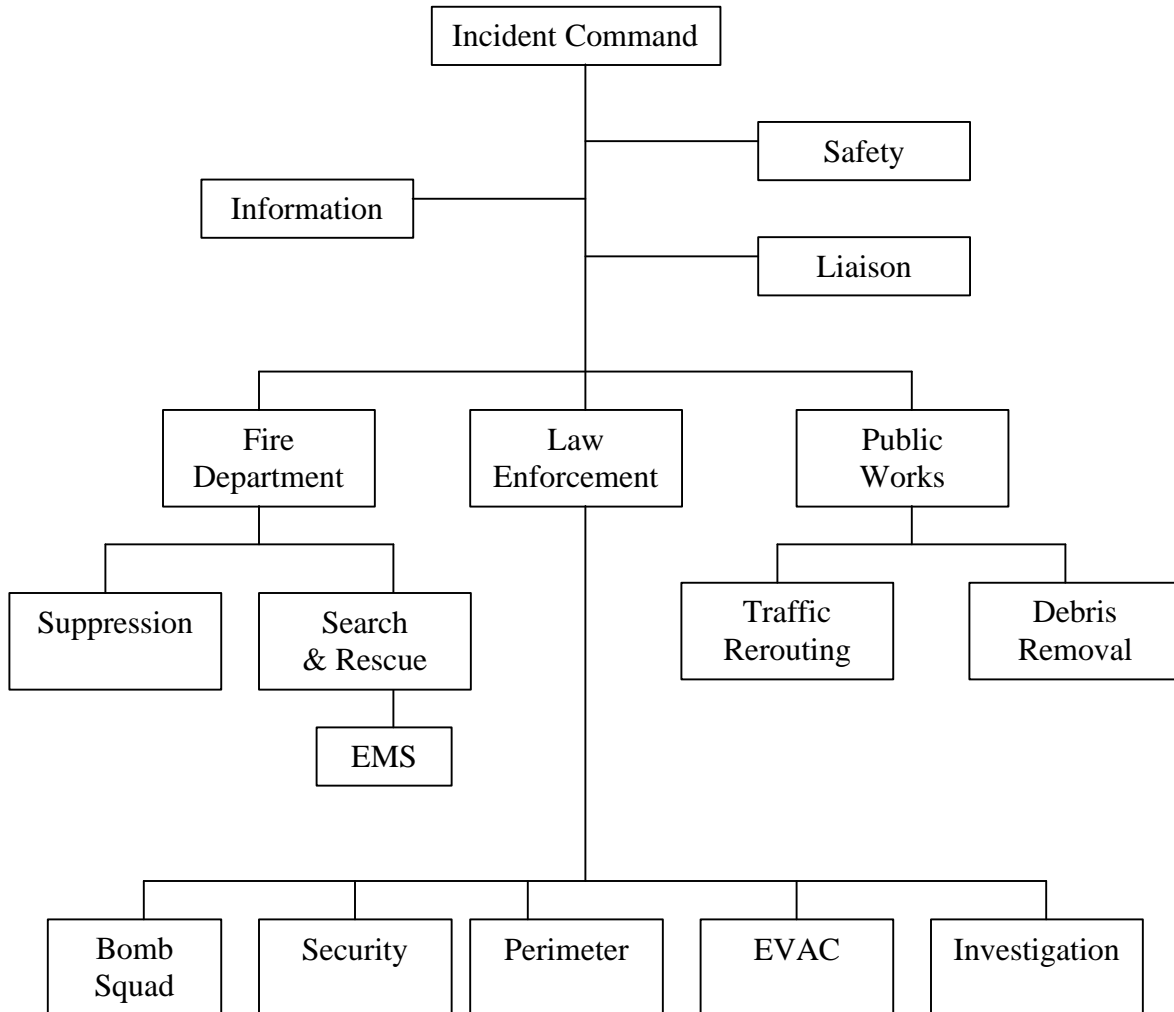 Incident Command
Safety
Information
Liaison
Fire
Department
Law
Enforcement
Public
Works
Suppression
Search
& Rescue
Traffic
Rerouting
Debris
Removal
EMS
Bomb
Squad
Security
Perimeter
EVAC
Investigation